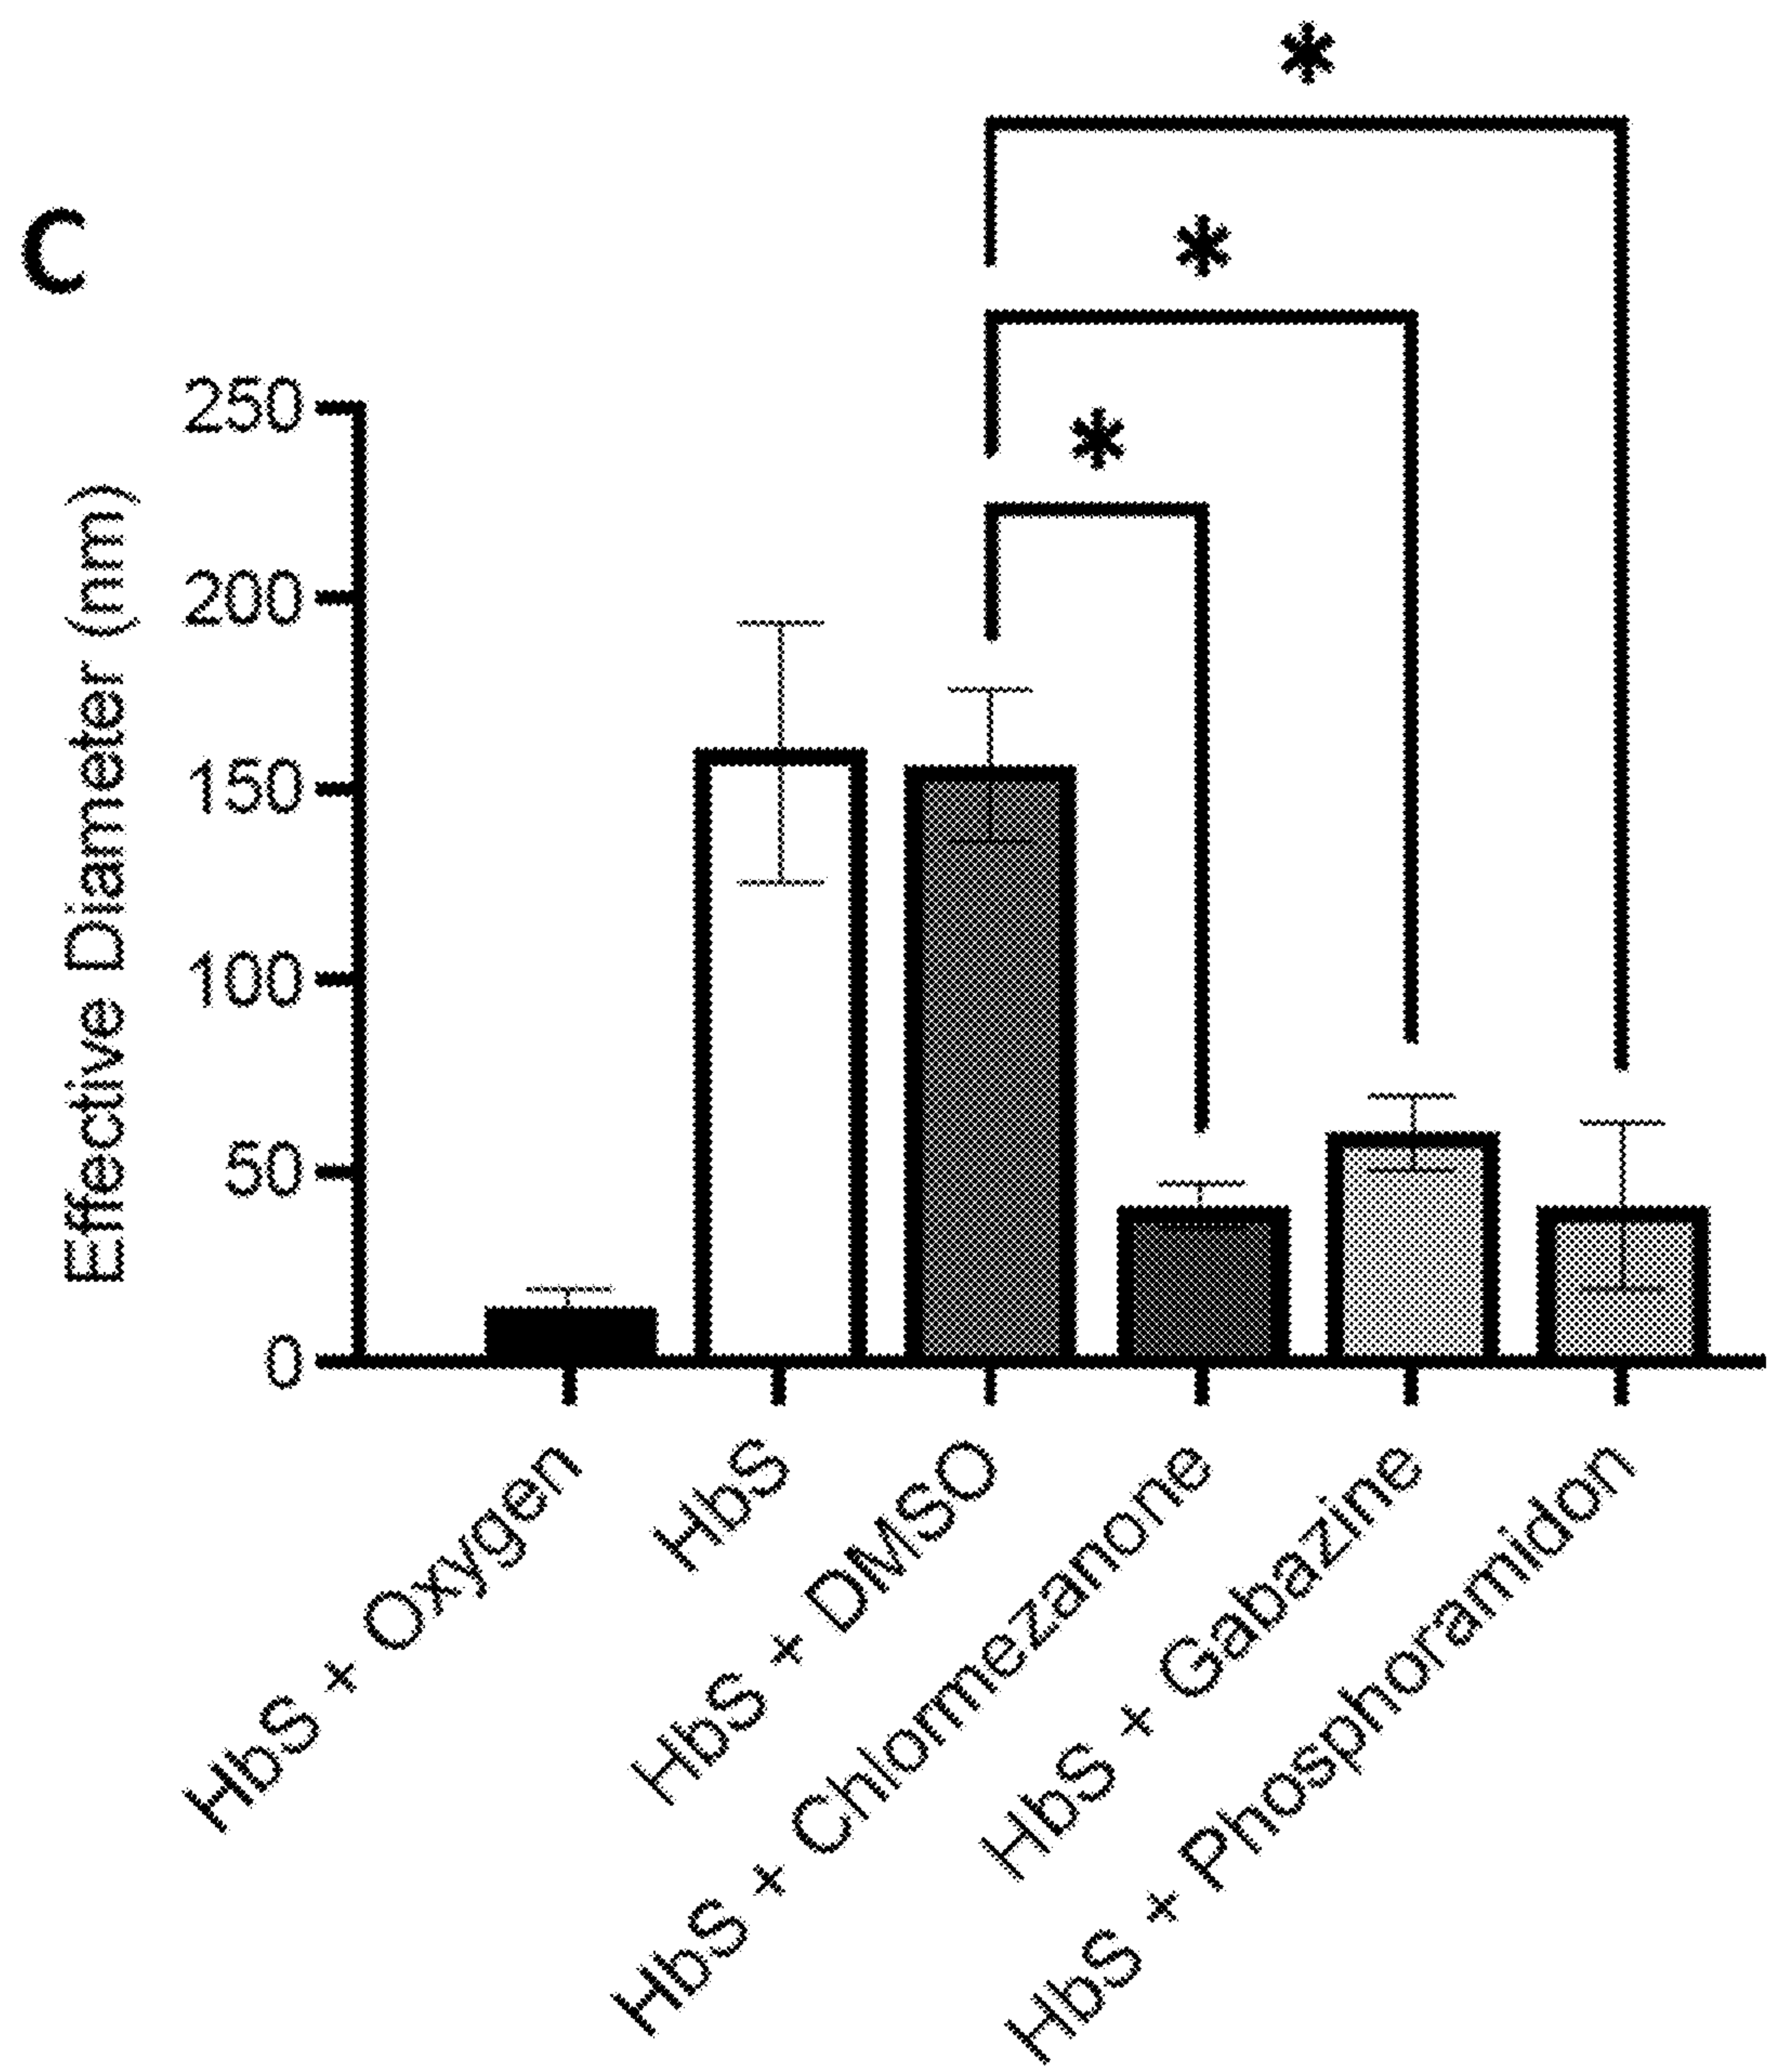 *
*
C
*
250
200
150
100
50
0
Effective Diameter (nm)
HbS + Oxygen
HbS
HbS + DMSO
HbS + Chlormezanone
HbS + Gabazine
HbS + Phosphoramidon